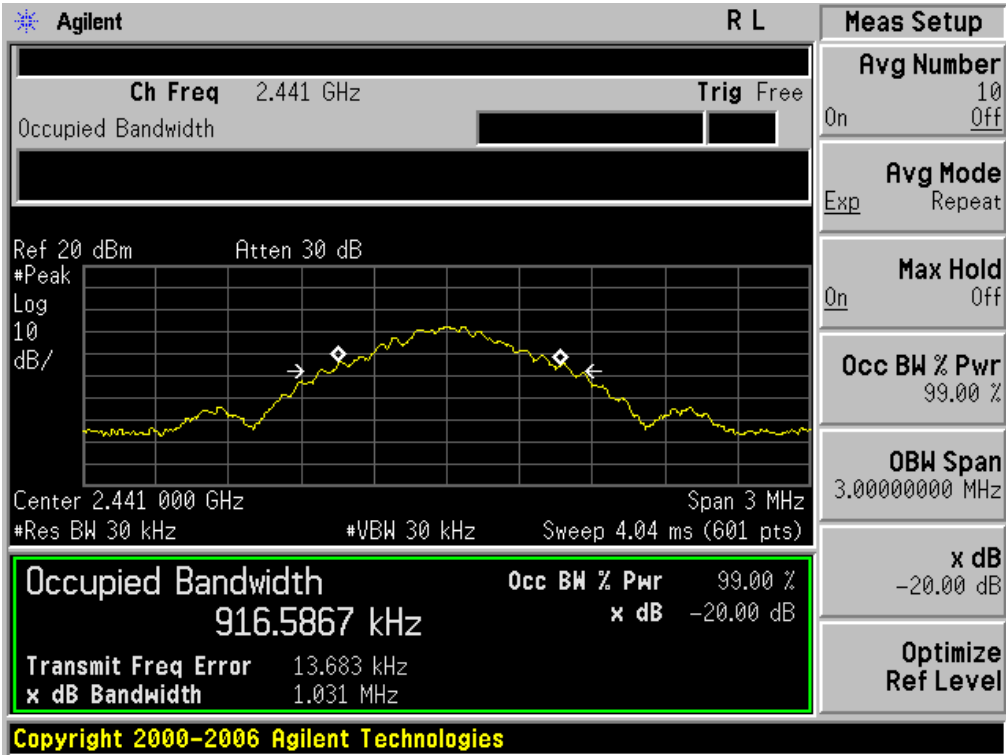 Agilent R L
Ch Freq 2.441 GHz Trig Free
Occupied Bandwidth
Ref 20 dBm Atten 30 dB
#Peak
Log
10
dB/
Center 2.441 000 GHz Span 3 MHz
#Res BW 30 kHz #VBW 30 kHz Sweep 4.04 ms (601 pts)
Occupied Bandwidth
916.5867 kHz
Occ BW % Pwr 99.00 %
x dB -20.00 dB
Transmit Freq Error 13.683 kHz
x dB Bandwidth 1.031 MHz
Copyright 2000-2006 Agilent Technologies
Meas Setup
Avg Number
10
On Off
Avg Mode
Exp Repeat
Max Hold
On Off
Occ BW % Pwr
99.00 %
OBW Span
3.00000000 MHz
x dB
-20.00 dB
Optimize
Ref Level